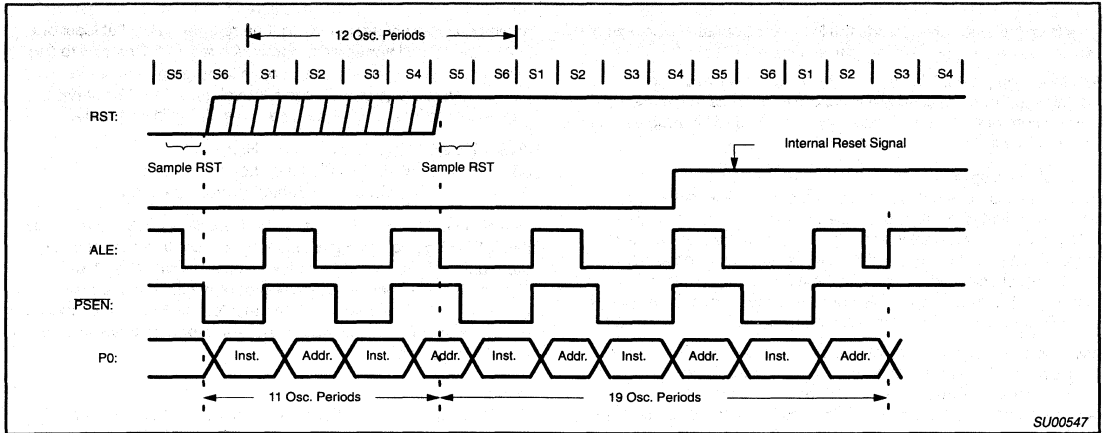 12 Osc. Periods
S5 S6 S1 S2 S3 S4 S5 S6 S1 S2 S3 S4 S5 S6 S1 S2 S3 S4
RST:
Sample RST Sample RST Internal Reset Signal
ALE:
PSEN:
P0: Inst. Addr. Inst. Addr. Inst. Addr. Inst. Addr. Inst. Addr.
11 Osc. Periods 19 Osc. Periods
SU00547